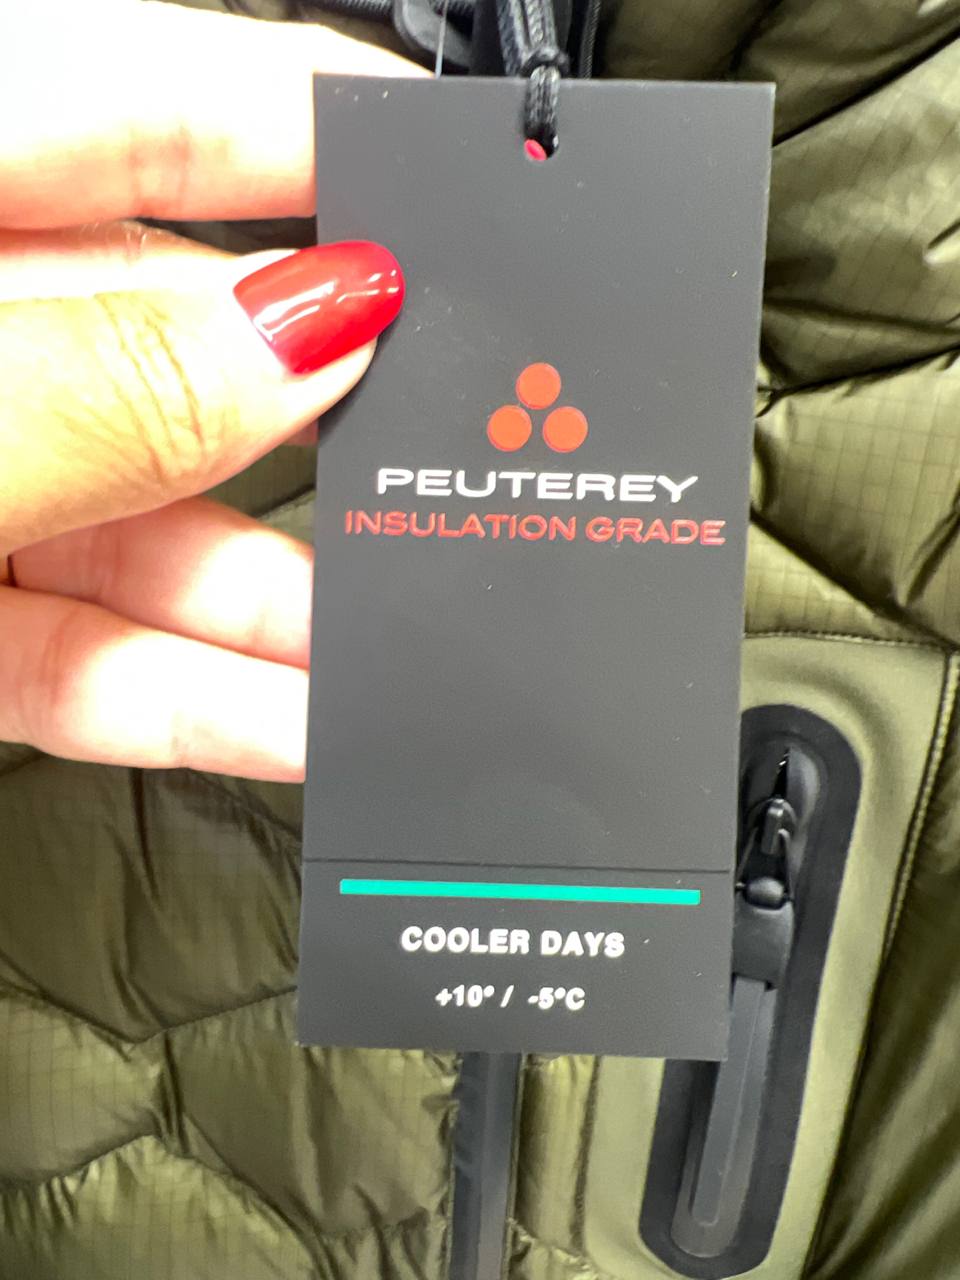 PEUTEREY
INSULATION GRADE
COOLER DAYS
+10° / -5°C